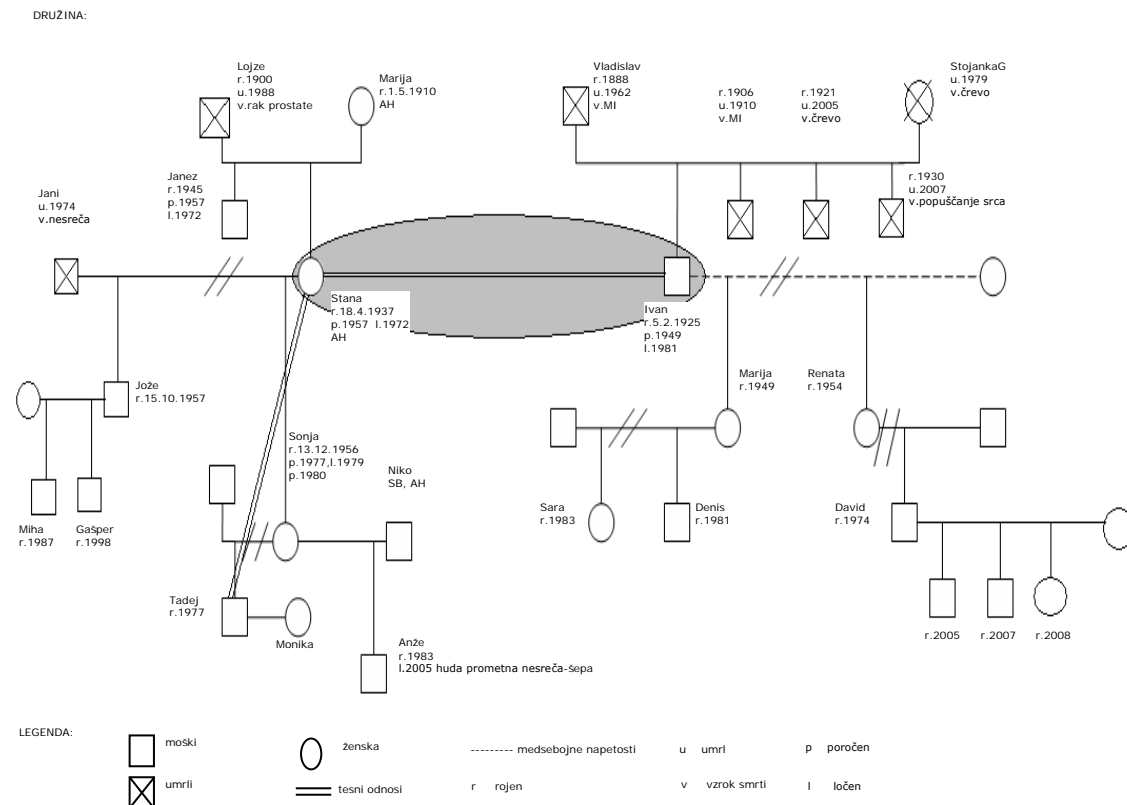 DRUŽINA:
Lojze
r.1900
u.1988
v.rak prostate
Marija
r.1.5.1910
AH
Vladislav
r.1888
u.1962
v.MI
r.1906
u.1910
v.MI
r.1921
u.2005
v.črevo
StojankaG
u.1979
v.črevo
Jani
u.1974
v.nesreča
Janez
r.1945
p.1957
l.1972
r.1930
u.2007
v.popuščanje srca
Stana
r.18.4.1937
p.1957 l.1972
AH
Ivan
r.5.2.1925
p.1949
l.1981
Jože
r.15.10.1957
Marija
r.1949
Renata
r.1954
Sonja
r.13.12.1956
p.1977,l.1979
p.1980
Niko
SB, AH
Miha
r.1987
Gašper
r.1998
Sara
r.1983
Denis
r.1981
David
r.1974
Tadej
r.1977
Monika
Anže
r.1983
l.2005 huda prometna nesreča-šepa
r.2005
r.2007
r.2008
LEGENDA:
moški
ženska
--------- medsebojne napetosti
u umrl
p poročen
umrli
tesni odnosi
r rojen
v vzrok smrti
l ločen